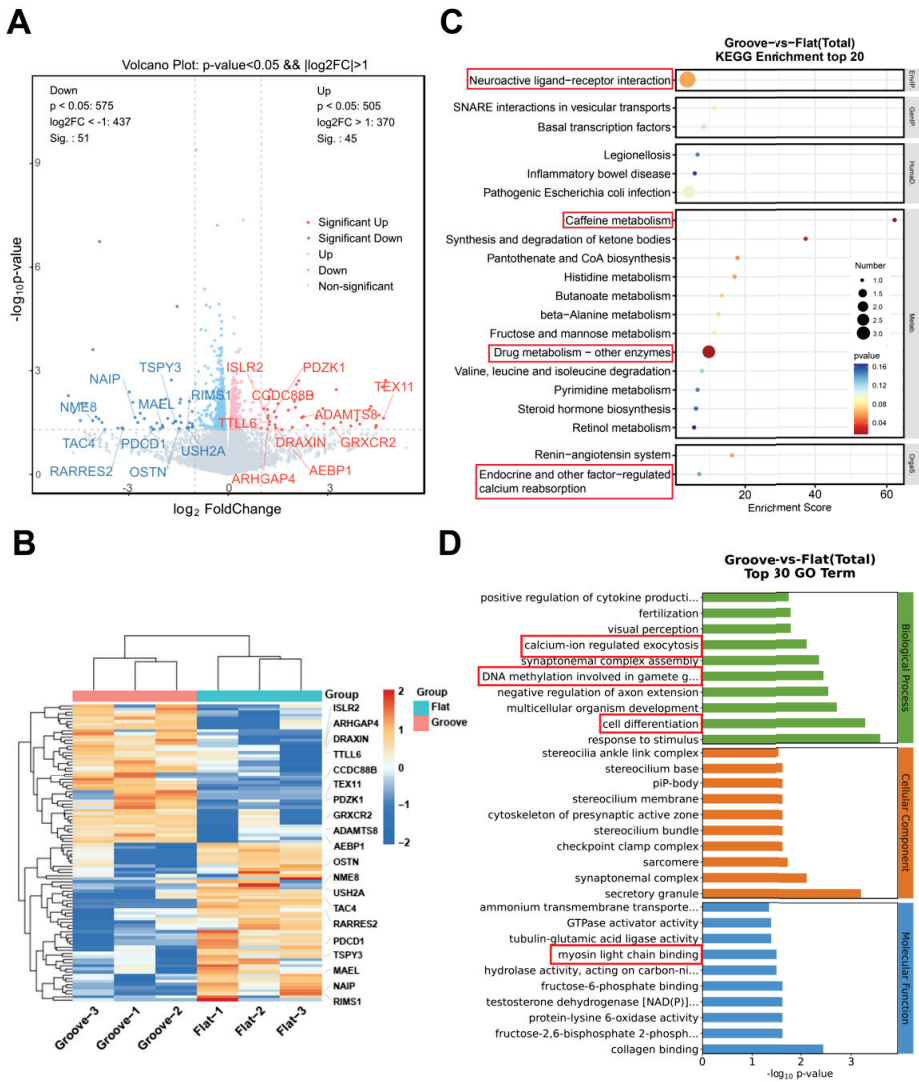 A
Volcano Plot: p-value<0.05 && |log2FC|>1
Down
p < 0.05: 575
log2FC < -1: 437
Sig. : 51
Up
p < 0.05: 505
log2FC > 1: 370
Sig. : 45
Significant Up
Significant Down
Up
Down
Non-significant
9
6
3
0
-log10p-value
TSPY3
NAIP
MAEL
RIMS1
NME8
TAC4
PDCD1
USH2A
RARRES2
OSTN
ISLR2
PDZK1
TEX11
CCDC88B
ADAMTS8
TTLL6
DRAXIN
GRXCR2
AEBP1
ARHGAP4
-3
0
3
log2 FoldChange
B
Group
2
1
0
-1
-2
Group
Flat
Groove
ISLR2
ARHGAP4
DRAXIN
TTLL6
CCDC88B
TEX11
PDZK1
GRXCR2
ADAMTS8
AEBP1
OSTN
NME8
USH2A
TAC4
RARRES2
PDCD1
TSPY3
MAEL
NAIP
RIMS1
Groove-3
Groove-1
Groove-2
Flat-1
Flat-2
Flat-3
C
Groove-vs-Flat(Total)
KEGG Enrichment top 20
Neuroactive ligand-receptor interaction
SNARE interactions in vesicular transports
Basal transcription factors
Legionellosis
Inflammatory bowel disease
Pathogenic Escherichia coli infection
Caffeine metabolism
Synthesis and degradation of ketone bodies
Pantothenate and CoA biosynthesis
Histidine metabolism
Butanoate metabolism
beta-Alanine metabolism
Fructose and mannose metabolism
Drug metabolism - other enzymes
Valine, leucine and isoleucine degradation
Pyrimidine metabolism
Steroid hormone biosynthesis
Retinol metabolism
Renin-angiotensin system
Endocrine and other factor-regulated
calcium reabsorption
EnvIP
GenIP
HumaD
Metab
OrgaS
Number
1.0
1.5
2.0
2.5
3.0
pvalue
0.16
0.12
0.08
0.04
20
40
60
Enrichment Score
D
Groove-vs-Flat(Total)
Top 30 GO Term
positive regulation of cytokine producti...
fertilization
visual perception
calcium-ion regulated exocytosis
synaptonemal complex assembly
DNA methylation involved in gamete g...
negative regulation of axon extension
multicellular organism development
cell differentiation
response to stimulus
stereocilia ankle link complex
stereocilium base
piP-body
stereocilium membrane
cytoskeleton of presynaptic active zone
stereocilium bundle
checkpoint clamp complex
sarcomere
synaptonemal complex
secretory granule
ammonium transmembrane transporte...
GTPase activator activity
tubulin-glutamic acid ligase activity
myosin light chain binding
hydrolase activity, acting on carbon-ni...
fructose-6-phosphate binding
testosterone dehydrogenase [NAD(P)]...
protein-lysine 6-oxidase activity
fructose-2,6-bisphosphate 2-phosph...
collagen binding
Biological Process
Cellular Component
Molecular Function
0
1
2
3
-log10 p-value